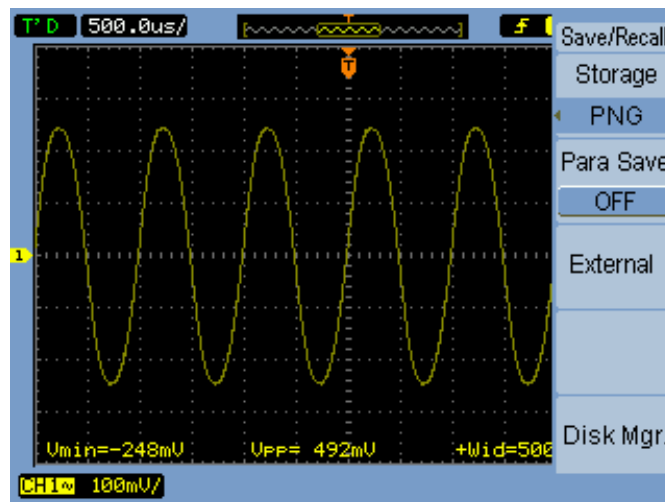 T'D 500.0us/ T
Save/Recall
Storage
T
PNG
Para Save
OFF
1
External
Disk Mgr.
Vmin=-248mV Vpp= 492mV +Wid=500
CH1~ 100mV/